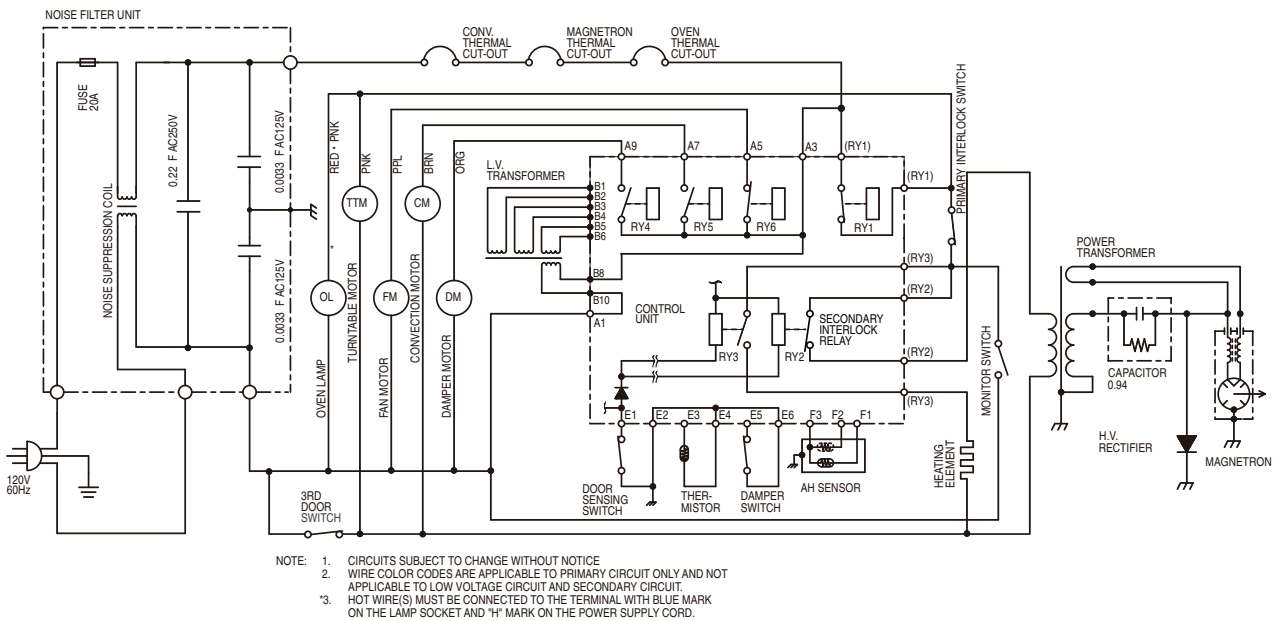 NOISE FILTER UNIT
FUSE
20A
NOISE SUPPRESSION COIL
0.22 F AC250V
0.0033 F AC125V
0.0033 F AC125V
120V
60Hz
CONV.
THERMAL
CUT-OUT
MAGNETRON
THERMAL
CUT-OUT
OVEN
THERMAL
CUT-OUT
RED • PNK
PNK
PPL
BRN
ORG
*
TTM
CM
OL
FM
DM
OVEN LAMP
TURNTABLE MOTOR
FAN MOTOR
CONVECTION MOTOR
DAMPER MOTOR
3RD
DOOR
SWITCH
L.V.
TRANSFORMER
A9
A7
A5
A3
(RY1)
B1
B2
B3
B4
B5
B6
B8
B10
A1
RY4
RY5
RY6
RY1
(RY1)
(RY3)
(RY2)
(RY2)
(RY3)
CONTROL
UNIT
RY3
RY2
SECONDARY
INTERLOCK
RELAY
E1
E2
E3
E4
E5
E6
F3
F2
F1
DOOR
SENSING
SWITCH
THER-
MISTOR
DAMPER
SWITCH
AH SENSOR
HEATING
ELEMENT
PRIMARY INTERLOCK SWITCH
MONITOR SWITCH
POWER
TRANSFORMER
CAPACITOR
0.94
H.V.
RECTIFIER
MAGNETRON
NOTE: 1. CIRCUITS SUBJECT TO CHANGE WITHOUT NOTICE
2. WIRE COLOR CODES ARE APPLICABLE TO PRIMARY CIRCUIT ONLY AND NOT
APPLICABLE TO LOW VOLTAGE CIRCUIT AND SECONDARY CIRCUIT.
*3. HOT WIRE(S) MUST BE CONNECTED TO THE TERMINAL WITH BLUE MARK
ON THE LAMP SOCKET AND "H" MARK ON THE POWER SUPPLY CORD.